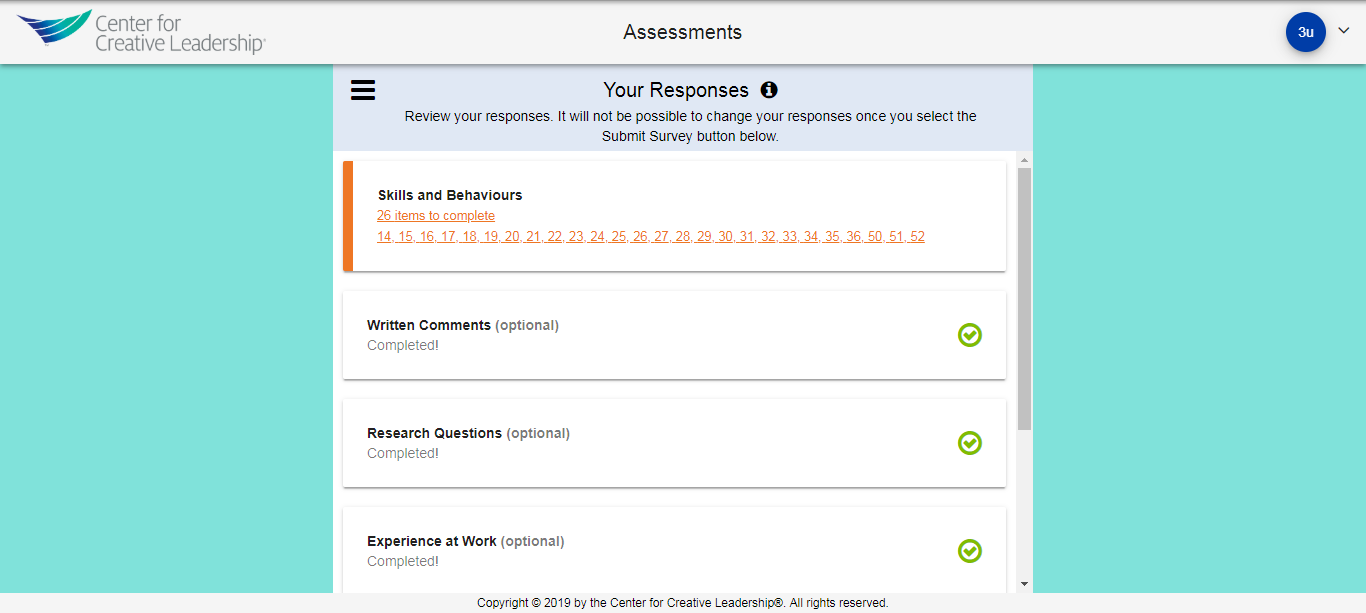 Center for
Creative Leadership®
Assessments
3u
Your Responses
Review your responses. It will not be possible to change your responses once you select the
Submit Survey button below.
Skills and Behaviours
26 items to complete
14, 15, 16, 17, 18, 19, 20, 21, 22, 23, 24, 25, 26, 27, 28, 29, 30, 31, 32, 33, 34, 35, 36, 50, 51, 52
Written Comments (optional)
Completed!
Research Questions (optional)
Completed!
Experience at Work (optional)
Completed!
Copyright © 2019 by the Center for Creative Leadership®. All rights reserved.